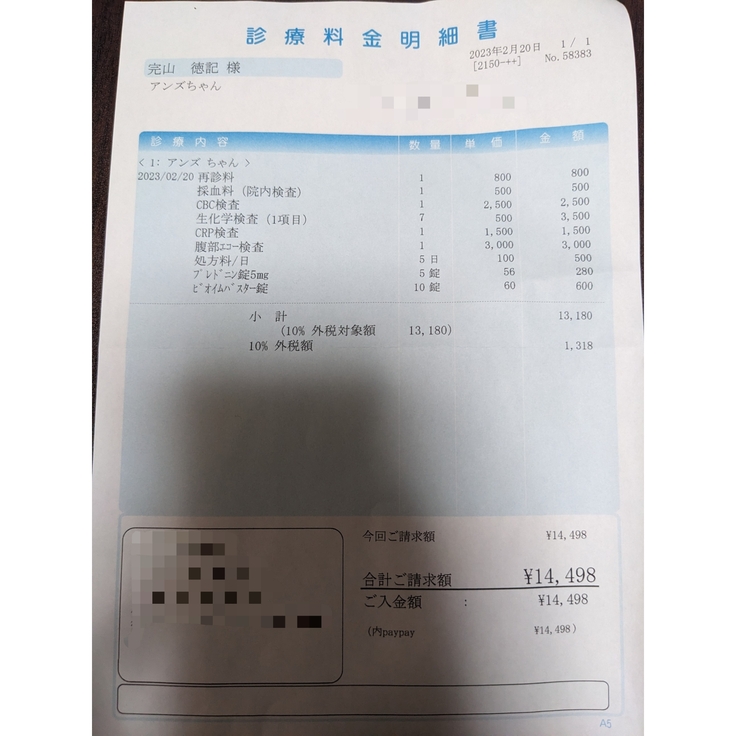 診療料金明細書
2023年2月20日 1 / 1
[2150-++] No.58383
完山 徳記 様
アンズちゃん
診療内容 数量 単価 金額
< 1: アンズ ちゃん >
2023/02/20 再診料 1 800 800
採血料 (院内検査) 1 500 500
CBC検査 1 2,500 2,500
生化学検査 (1項目) 7 500 3,500
CRP検査 1 1,500 1,500
腹部ｴｺｰ検査 1 3,000 3,000
処方料/日 5 日 100 500
ﾌﾟﾚﾄﾞﾆﾝ錠5mg 5 錠 56 280
ﾋﾞｵｲﾑﾊﾞｽﾀｰ錠 10 錠 60 600
小 計 13,180
(10% 外税対象額 13,180)
10% 外税額 1,318
今回ご請求額 ¥14,498
合計ご請求額 ¥14,498
ご入金額 : ¥14,498
(内paypay ¥14,498)
A5